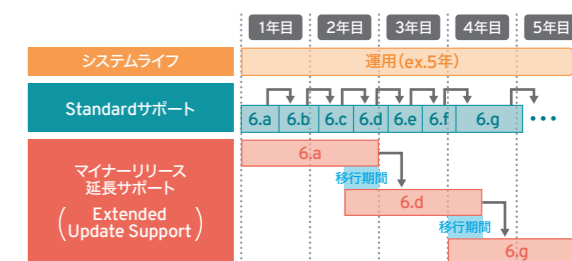 1年目 2年目 3年目 4年目 5年目
システムライフ
運用（ex.5年）
Standardサポート
6.a 6.b 6.c 6.d 6.e 6.f 6.g •••
マイナーリリース
延長サポート
(Extended
Update Support)
6.a
移行期間
6.d
移行期間
6.g